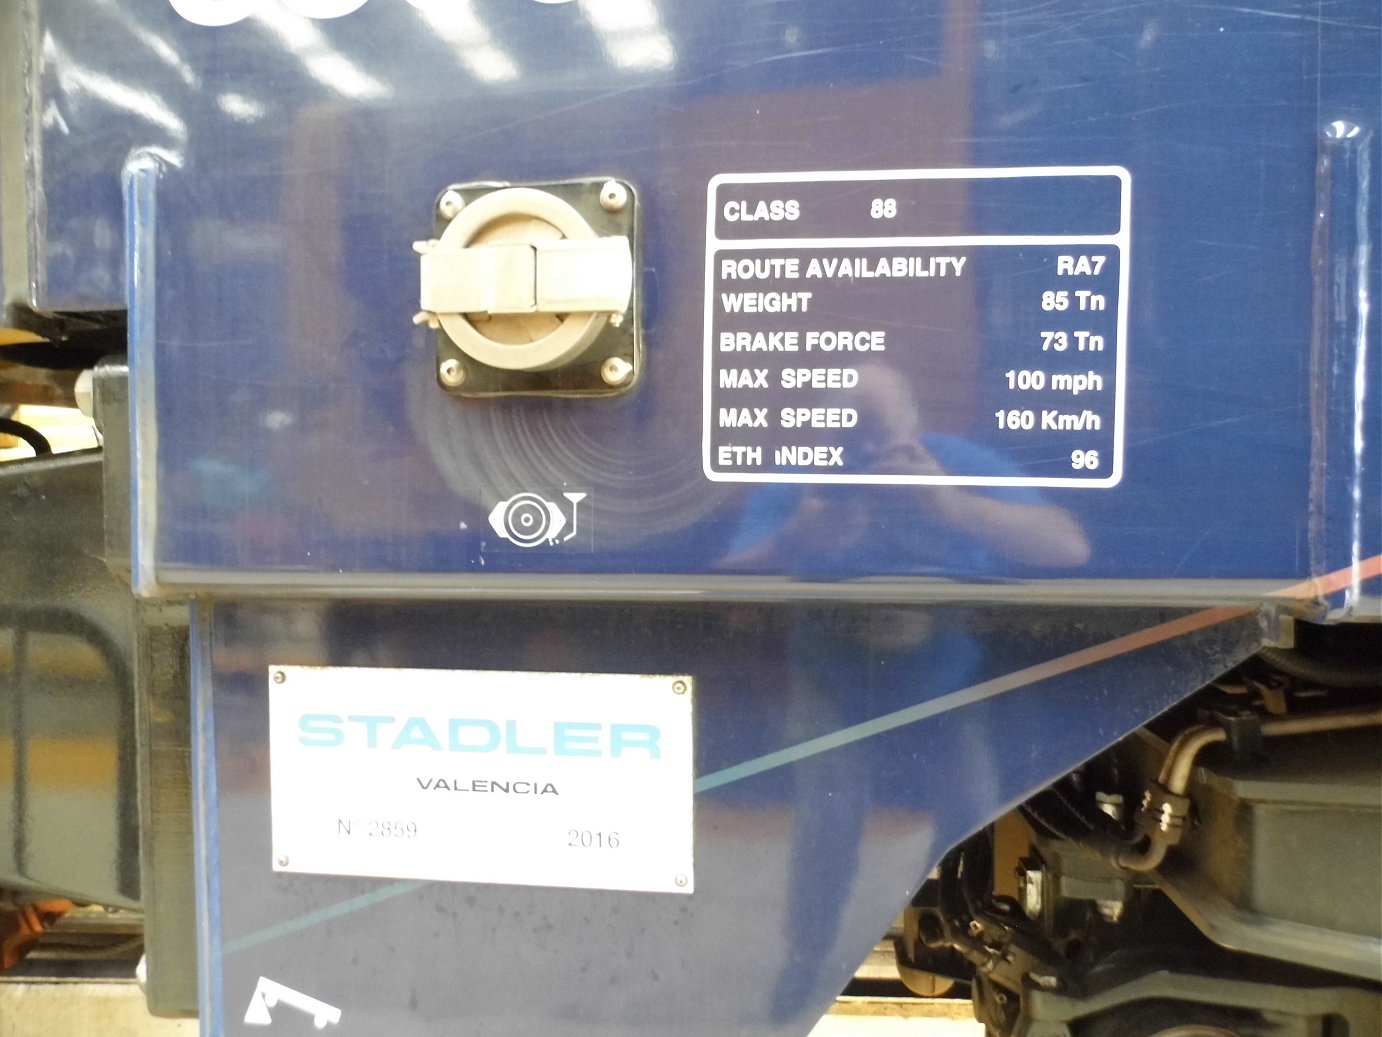 CLASS 88
ROUTE AVAILABILITY RA7
WEIGHT 85 Tn
BRAKE FORCE 73 Tn
MAX SPEED 100 mph
MAX SPEED 160 Km/h
ETH INDEX 96
STADLER
VALENCIA
Nº 2859 2016